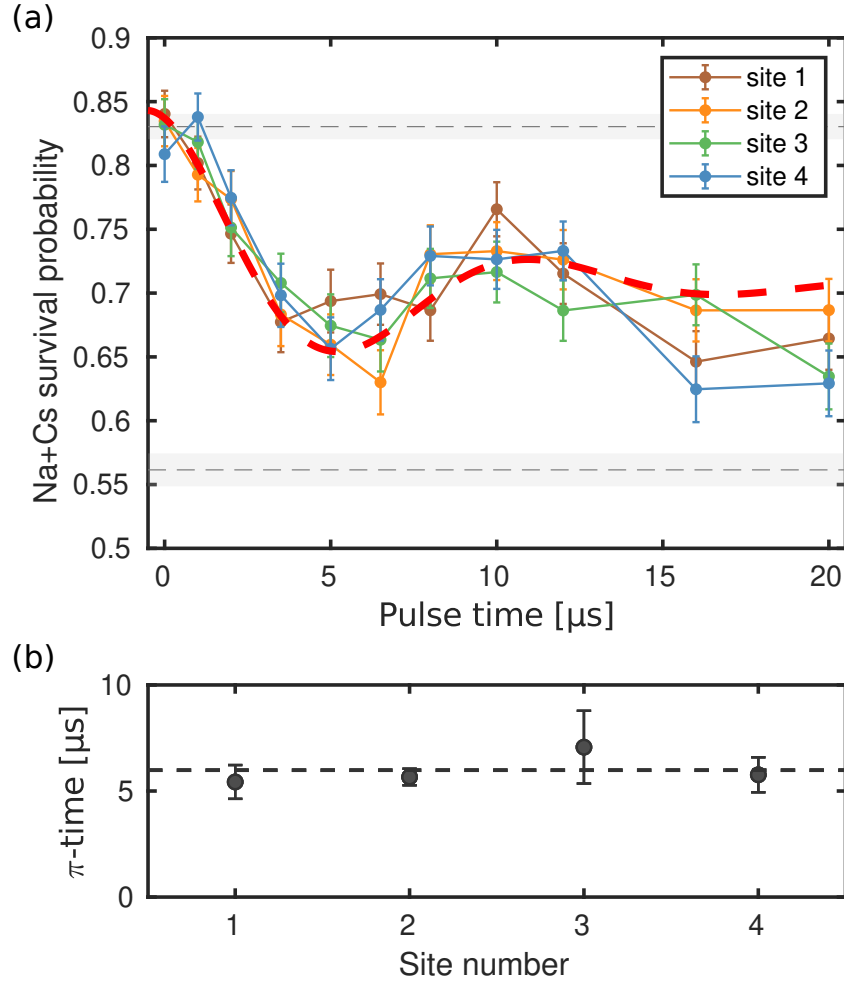 (a)
0.9
0.85
0.8
0.75
0.7
0.65
0.6
0.55
0.5
Na+Cs survival probability
site 1
site 2
site 3
site 4
0 5 10 15 20
Pulse time [µs]
(b)
10
5
0
π-time [µs]
1 2 3 4
Site number